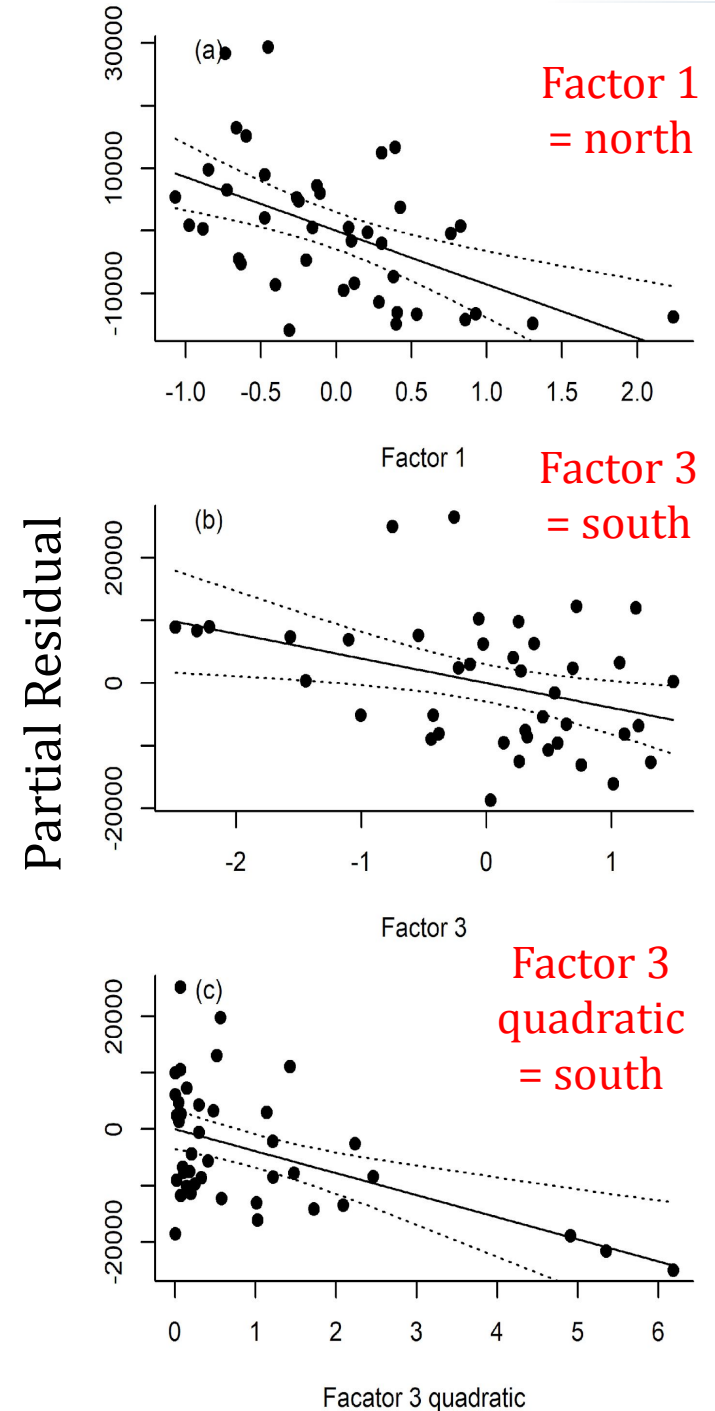 Partial Residual
(a)
Factor 1
= north
30000
10000
-10000
-1.0 -0.5 0.0 0.5 1.0 1.5 2.0
Factor 1
(b)
Factor 3
= south
20000
0
-20000
-2 -1 0 1
Factor 3
(c)
Factor 3
quadratic
= south
20000
0
-20000
0 1 2 3 4 5 6
Facator 3 quadratic